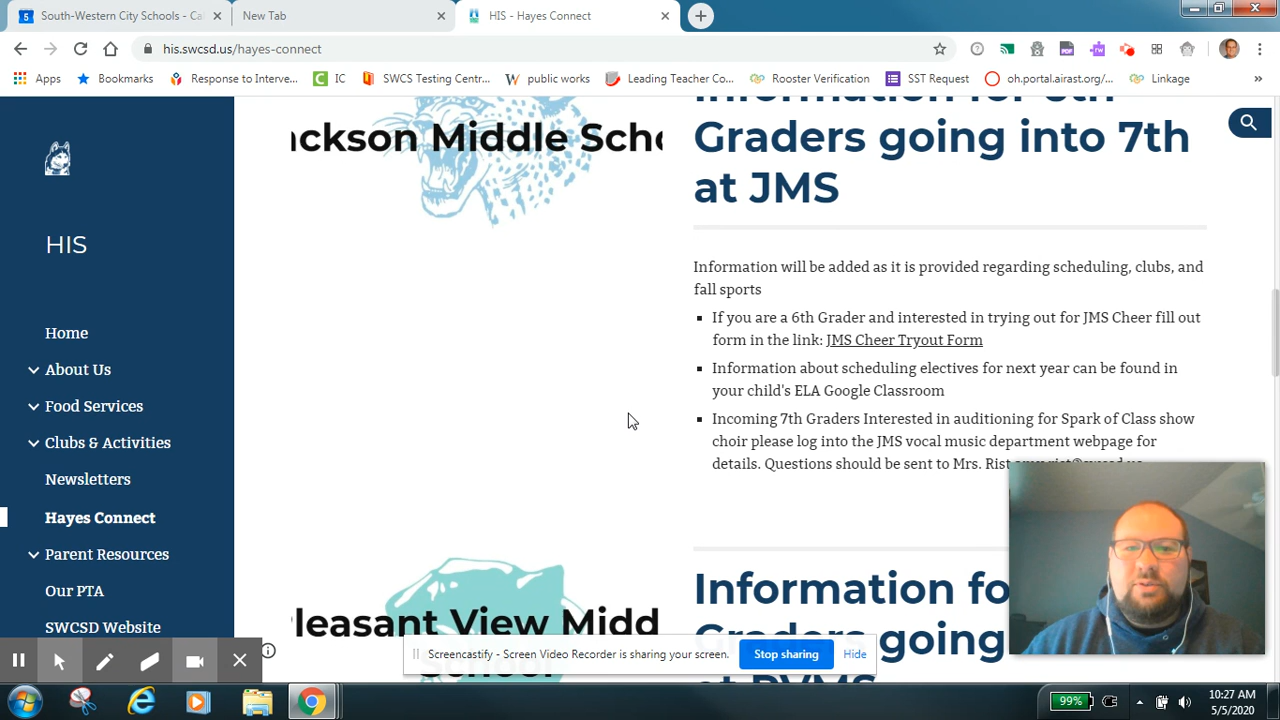 South-Western City Schools - Cal
New Tab
HIS - Hayes Connect
his.swcsd.us/hayes-connect
Apps
Bookmarks
Response to Interve...
IC
SWCS Testing Centr...
public works
Leading Teacher Co...
Rooster Verification
SST Request
oh.portal.airast.org/...
Linkage
»
HIS
Home
About Us
Food Services
Clubs & Activities
Newsletters
Hayes Connect
Parent Resources
Our PTA
SWCSD Website
ackson Middle Scho
Graders going into 7th
at JMS
Information will be added as it is provided regarding scheduling, clubs, and
fall sports
If you are a 6th Grader and interested in trying out for JMS Cheer fill out
form in the link: JMS Cheer Tryout Form
Information about scheduling electives for next year can be found in
your child's ELA Google Classroom
Incoming 7th Graders Interested in auditioning for Spark of Class show
choir please log into the JMS vocal music department webpage for
details. Questions should be sent to Mrs. Rist
leasant View Midd
School
Information fo
Graders going
at PVMS
Screencastify - Screen Video Recorder is sharing your screen.
Stop sharing
Hide
99%
10:27 AM
5/5/2020